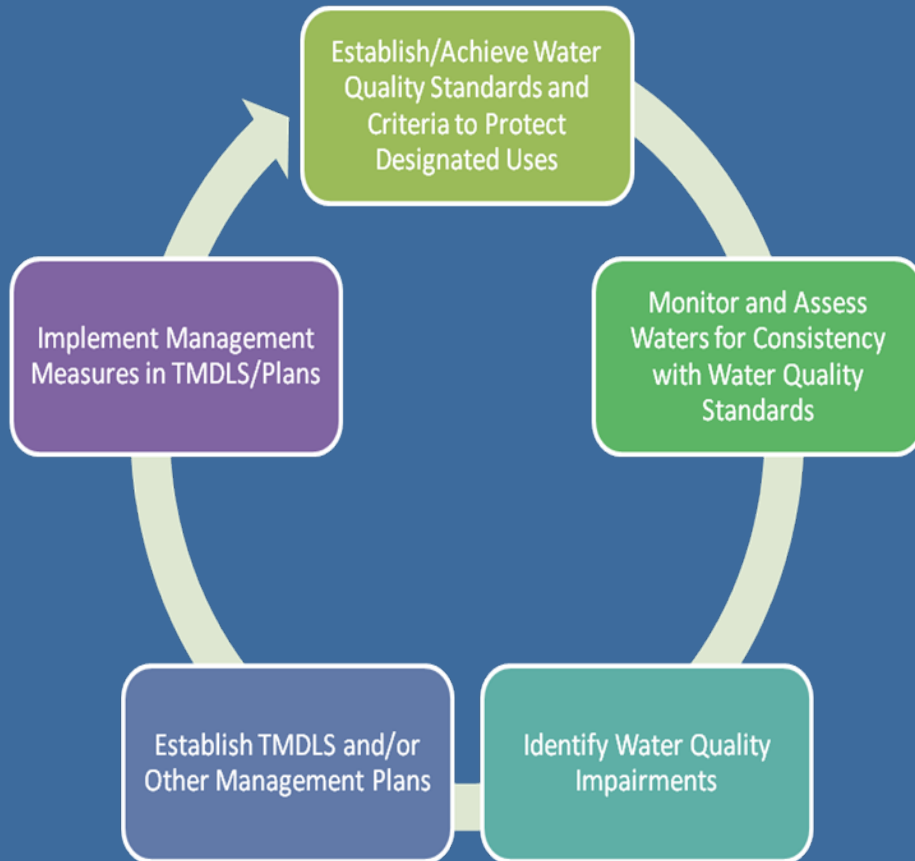 Establish/Achieve Water
Quality Standards and
Criteria to Protect
Designated Uses
Monitor and Assess
Waters for Consistency
with Water Quality
Standards
Identify Water Quality
Impairments
Establish TMDLS and/or
Other Management Plans
Implement Management
Measures in TMDLS/Plans